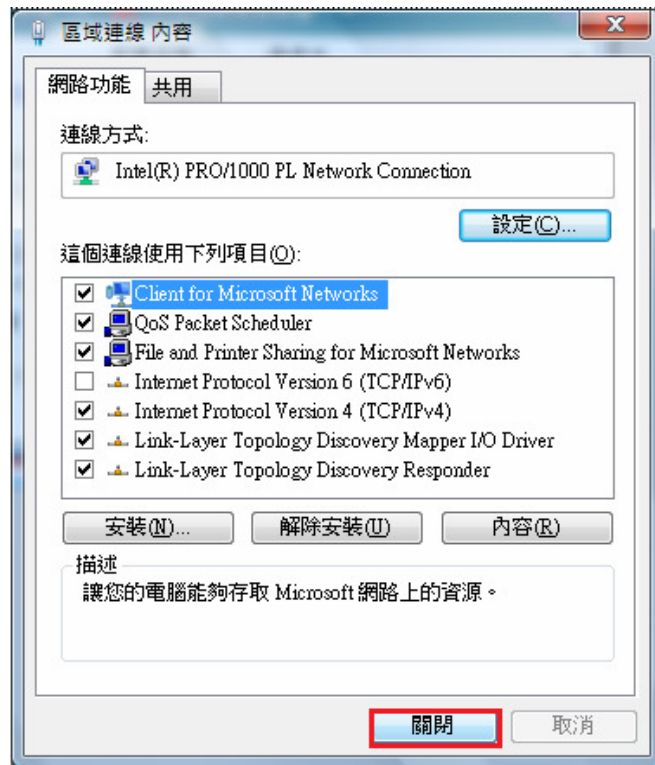 區域連線 內容
網路功能 共用
連線方式:
Intel(R) PRO/1000 PL Network Connection
設定(C)...
這個連線使用下列項目(O):
Client for Microsoft Networks
QoS Packet Scheduler
File and Printer Sharing for Microsoft Networks
Internet Protocol Version 6 (TCP/IPv6)
Internet Protocol Version 4 (TCP/IPv4)
Link-Layer Topology Discovery Mapper I/O Driver
Link-Layer Topology Discovery Responder
安裝(N)... 解除安裝(U) 內容(R)
描述
讓您的電腦能夠存取 Microsoft 網路上的資源。
關閉 取消